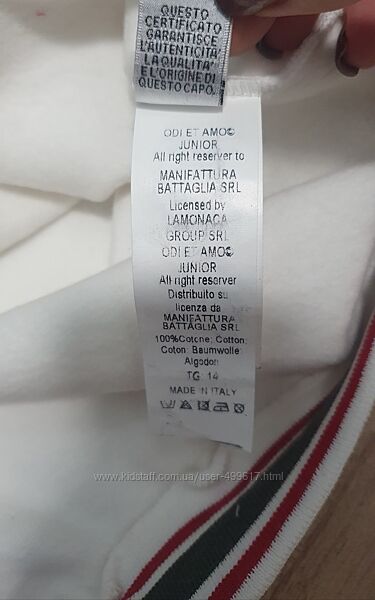 QUESTO
CERTIFICATO
GARANTISCE
L'AUTENTICITÀ
LA QUALITA'
E L'ORIGINE DI
QUESTO CAPO.
ODI ET AMO©
JUNIOR
All right reserver to
MANIFATTURA
BATTAGLIA SRL
Licensed by
LAMONACA
GROUP SRL
ODI ET AMO©
JUNIOR
All right reserver
Distribuito su
licenza da
MANIFATTURA
BATTAGLIA SRL
100%Cotone; Cotton;
Coton; Baumwolle;
Algodon
TG. 14
MADE IN ITALY
www.kidstaff.com.ua/user-499617.html